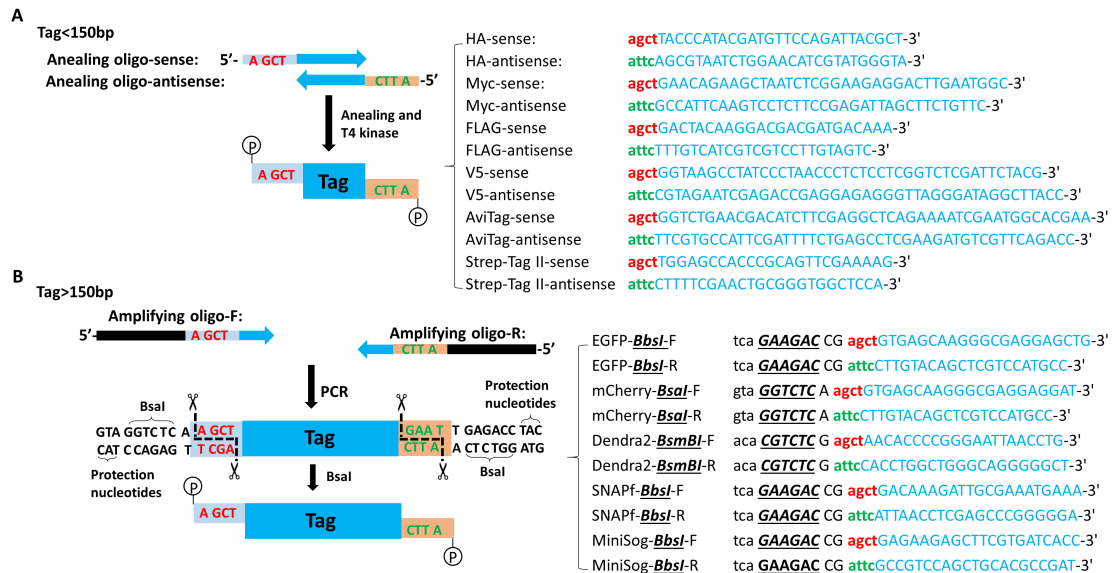 A
Tag<150bp
Anealing oligo-sense: 5'- A GCT
Anealing oligo-antisense: CTT A -5'
Anealing and
T4 kinase
P
A GCT Tag CTT A
P
HA-sense: agctTACCCATACGATGTTCCAGATTACGCT-3'
HA-antisense: attcAGCGTAATCTGGAACATCGTATGGGTA-3'
Myc-sense: agctGAACAGAAGCTAATCTCGGAAGAGGACTTGAATGGC-3'
Myc-antisense attcGCCATTCAAGTCCTCTTCCGAGATTAGCTTCTGTTC-3'
FLAG-sense agctGACTACAAGGACGACGATGACAAA-3'
FLAG-antisense attcTTTGTCATCGTCGTCCTTGTAGTC-3'
V5-sense agctGGTAAGCCTATCCCTAACCCTCTCCTCGGTCTCGATTCTACG-3'
V5-antisense attcCGTAGAATCGAGACCGAGGAGAGGGTTAGGGATAGGCTTACC-3'
AviTag-sense agctGGTCTGAACGACATCTTCGAGGCTCAGAAAATCGAATGGCACGAA-3'
AviTag-antisense attcTTCGTGCCATTCGATTTTCTGAGCCTCGAAGATGTCGTTCAGACC-3'
Strep-Tag II-sense agctTGGAGCCACCCGCAGTTCGAAAAG-3'
Strep-Tag II-antisense attcCTTTTCGAACTGCGGGTGGCTCCA-3'
B
Tag>150bp
Amplifying oligo-F:
5'- A GCT
Amplifying oligo-R:
CTT A -5'
PCR
Protection
nucleotides
BsaI
GTA GGTCTC A A GCT Tag GAA T T GAGACC TAC
CAT CCAGAG T T CGA CTT A A CTCTGG ATG
Protection
nucleotides
BsaI
BsaI
P
A GCT Tag CTT A
P
EGFP-BbsI-F tca GAAGAC CG agctGTGAGCAAGGGCGAGGAGCTG-3'
EGFP-BbsI-R tca GAAGAC CG attcCTTGTACAGCTCGTCCATGCC-3'
mCherry-BsaI-F gta GGTCTC A agctGTGAGCAAGGGCGAGGAGGAT-3'
mCherry-BsaI-R gta GGTCTC A attcCTTGTACAGCTCGTCCATGCC-3'
Dendra2-BsmBI-F aca CGTCTC G agctAACACCCCGGGAATTAACCTG-3'
Dendra2-BsmBI-R aca CGTCTC G attcCACCTGGCTGGGCAGGGGGCT-3'
SNAPf-BbsI-F tca GAAGAC CG agctGACAAAGATTGCGAAATGAAA-3'
SNAPf-BbsI-R tca GAAGAC CG attcATTAACCTCGAGCCCGGGGGA-3'
MiniSog-BbsI-F tca GAAGAC CG agctGAGAAGAGCTTCGTGATCACC-3'
MiniSog-BbsI-R tca GAAGAC CG attcGCCGTCCAGCTGCACGCCGAT-3'